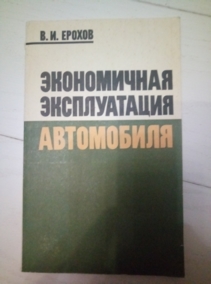 В. И. ЕРОХОВ
ЭКОНОМИЧНАЯ
ЭКСПЛУАТАЦИЯ
АВТОМОБИЛЯ